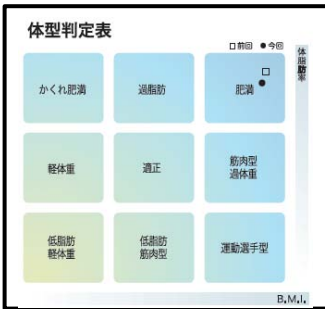 体型判定表
□前回 ●今回
体脂肪率
かくれ肥満
過脂肪
肥満
軽体重
適正
筋肉型
過体重
低脂肪
軽体重
低脂肪
筋肉型
運動選手型
B.M.I.